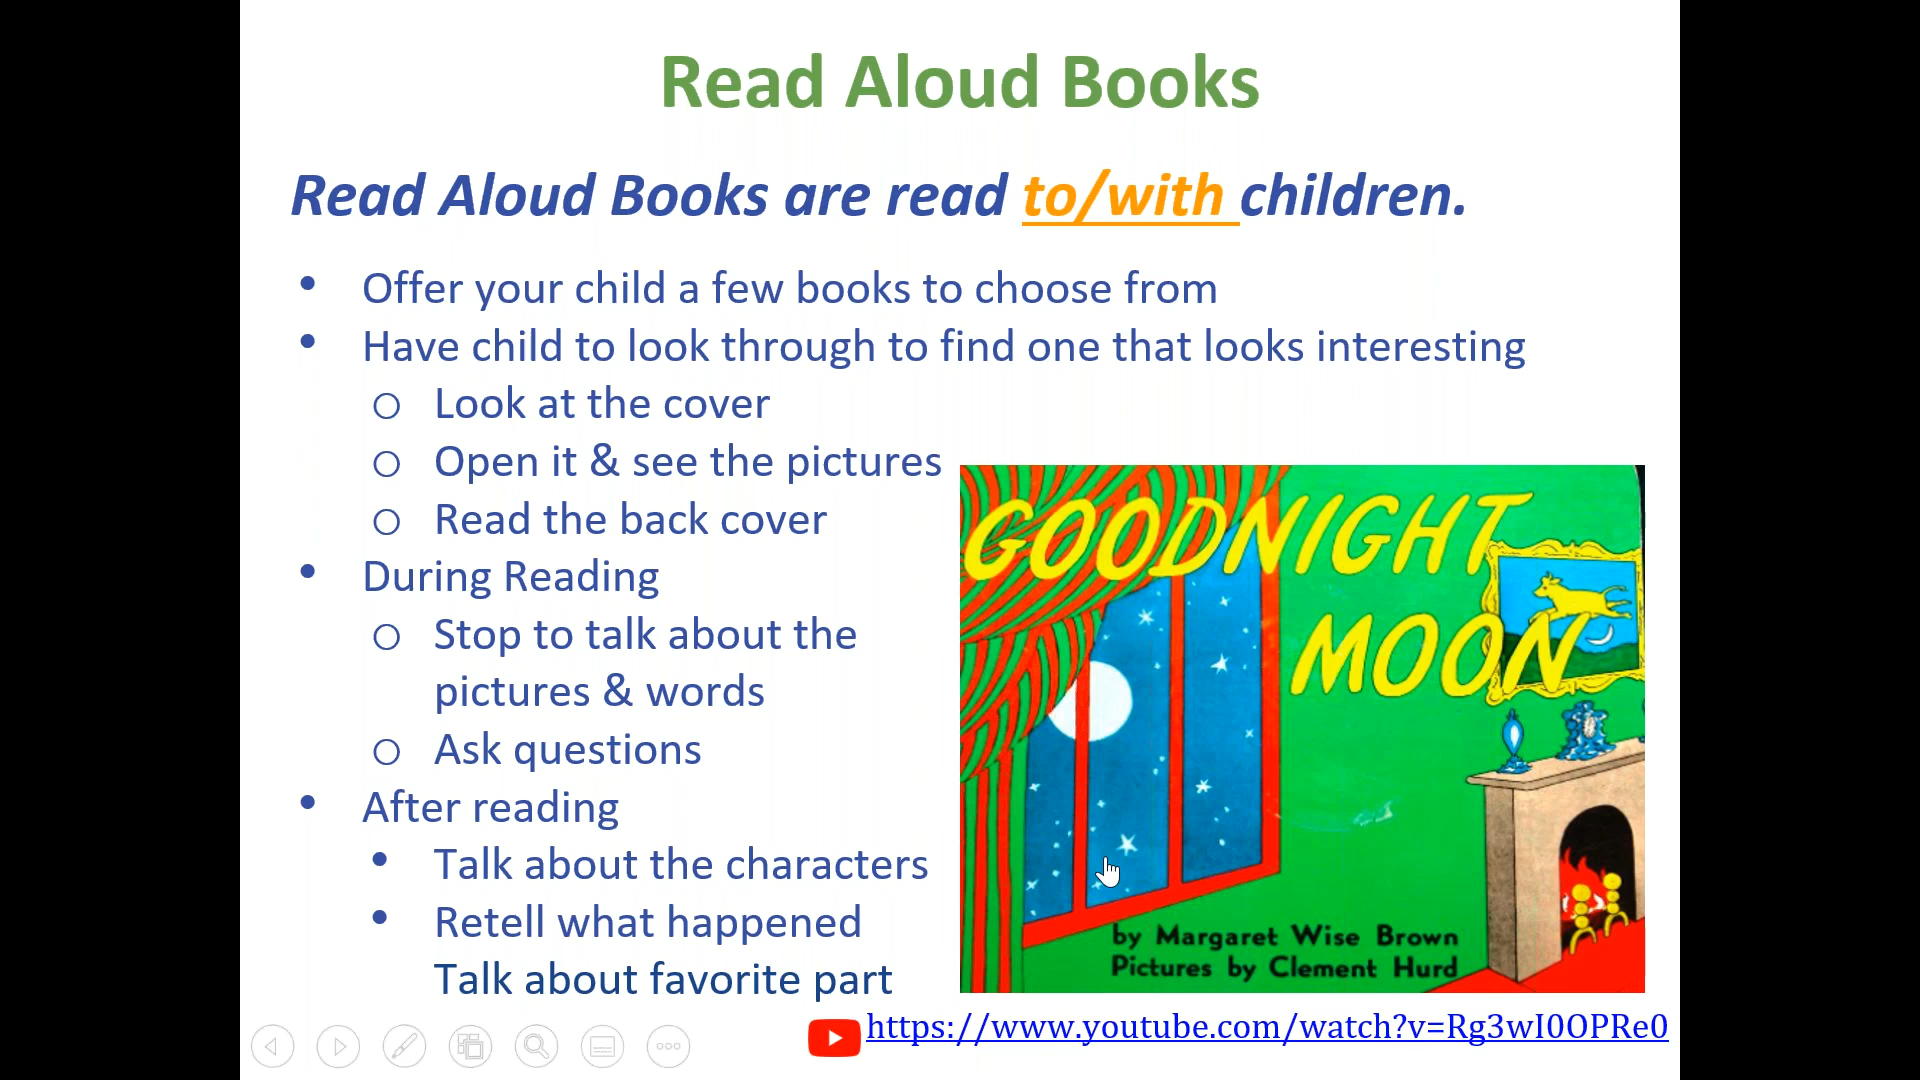 Read Aloud Books
Read Aloud Books are read to/with children.
• Offer your child a few books to choose from
• Have child to look through to find one that looks interesting
o Look at the cover
o Open it & see the pictures
o Read the back cover
• During Reading
o Stop to talk about the
pictures & words
o Ask questions
• After reading
• Talk about the characters
• Retell what happened
Talk about favorite part
GOODNIGHT
MOON
by Margaret Wise Brown
Pictures by Clement Hurd
https://www.youtube.com/watch?v=Rg3wI0OPRe0